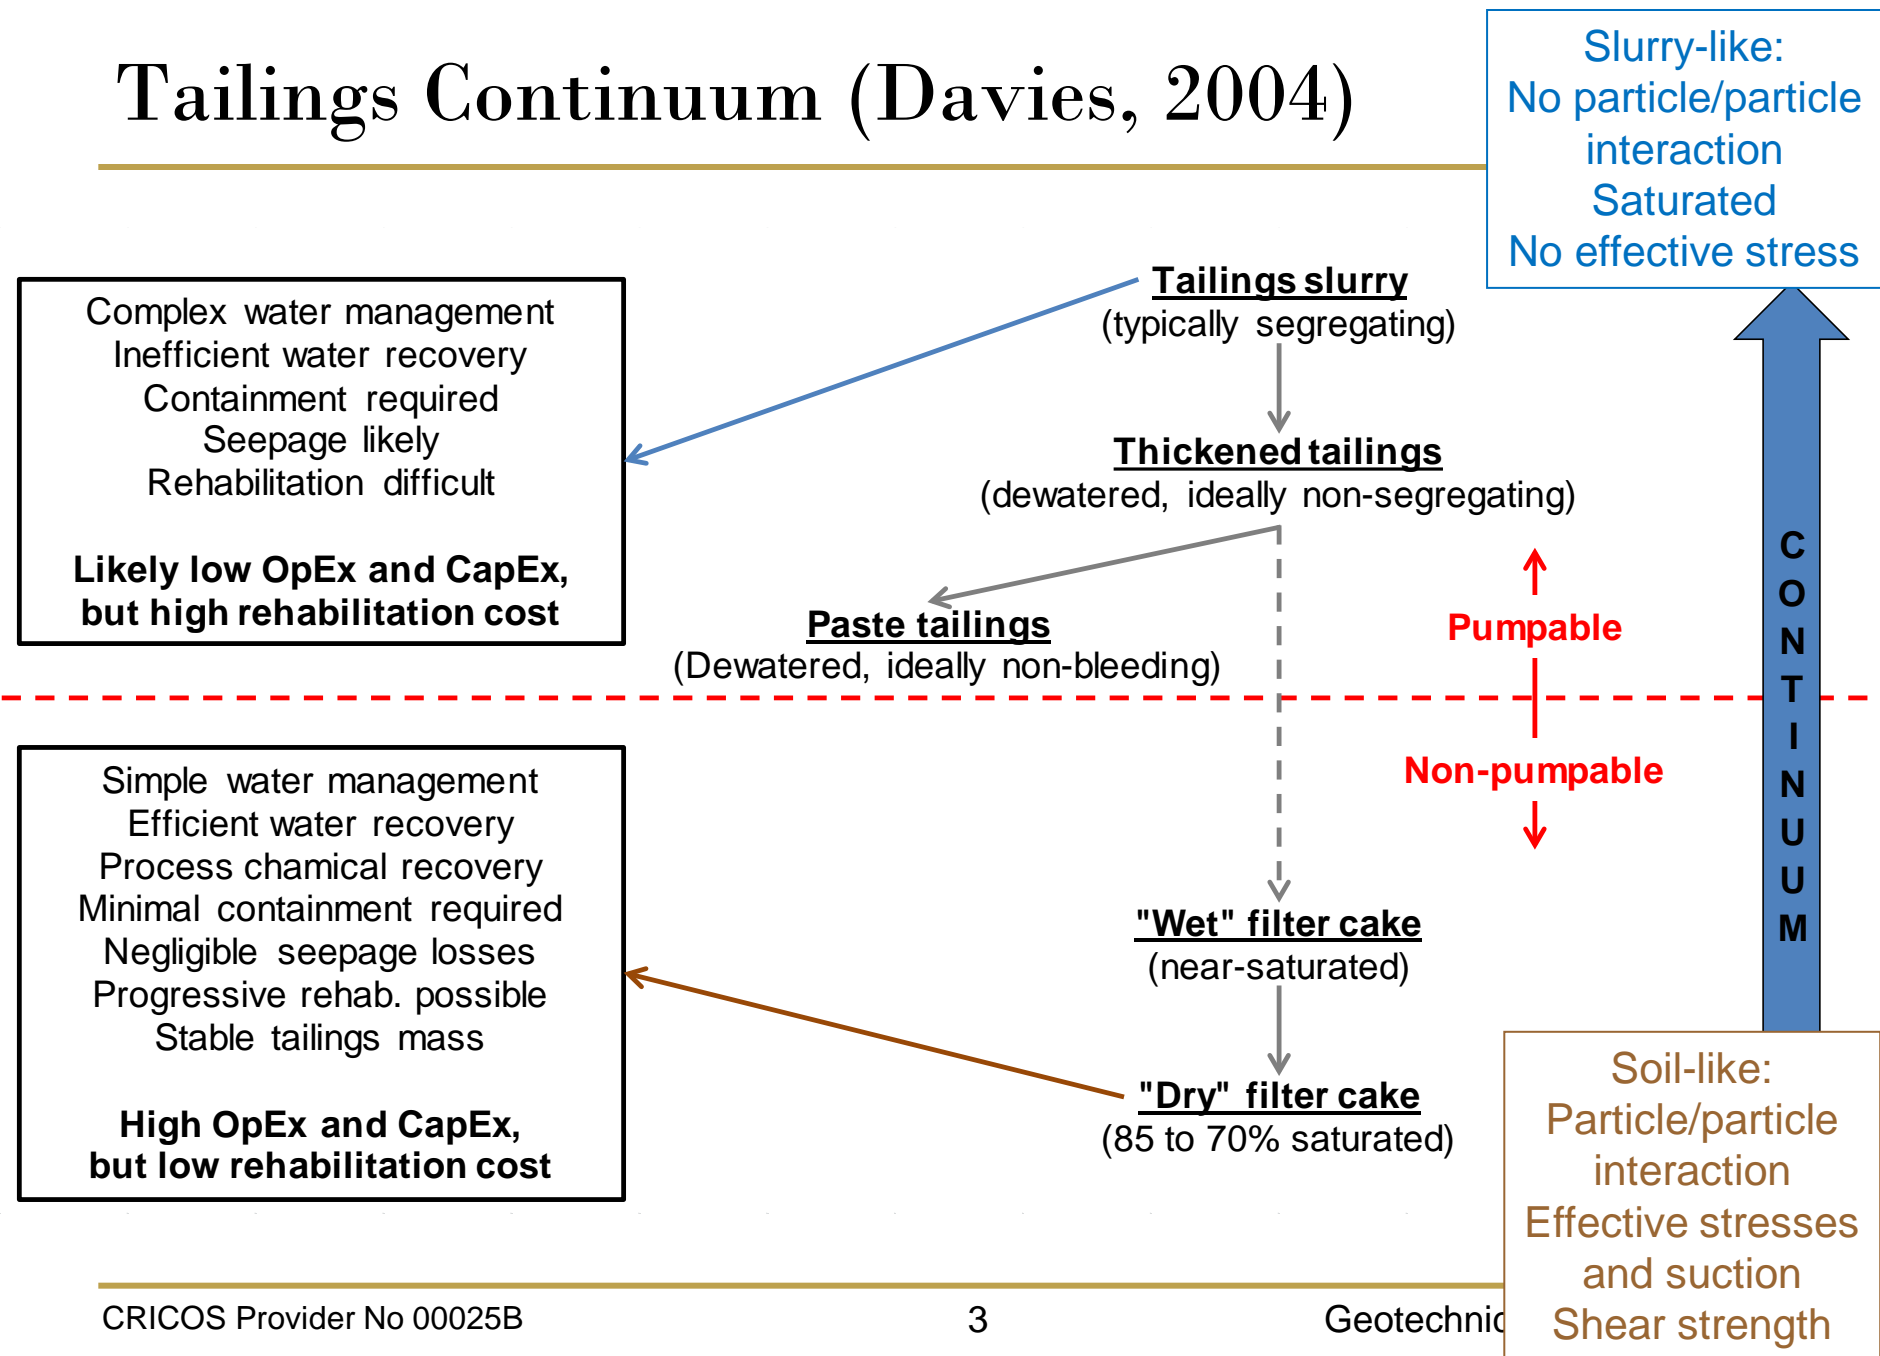 Tailings Continuum (Davies, 2004)
Slurry-like:
No particle/particle
interaction
Saturated
No effective stress
Complex water management
Inefficient water recovery
Containment required
Seepage likely
Rehabilitation difficult
Likely low OpEx and CapEx,
but high rehabilitation cost
Tailings slurry
(typically segregating)
Thickened tailings
(dewatered, ideally non-segregating)
Paste tailings
(Dewatered, ideally non-bleeding)
Pumpable
Non-pumpable
CONTINUUM
Simple water management
Efficient water recovery
Process chamical recovery
Minimal containment required
Negligible seepage losses
Progressive rehab. possible
Stable tailings mass
High OpEx and CapEx,
but low rehabilitation cost
"Wet" filter cake
(near-saturated)
"Dry" filter cake
(85 to 70% saturated)
Soil-like:
Particle/particle
interaction
Effective stresses
and suction
Shear strength
CRICOS Provider No 00025B
3